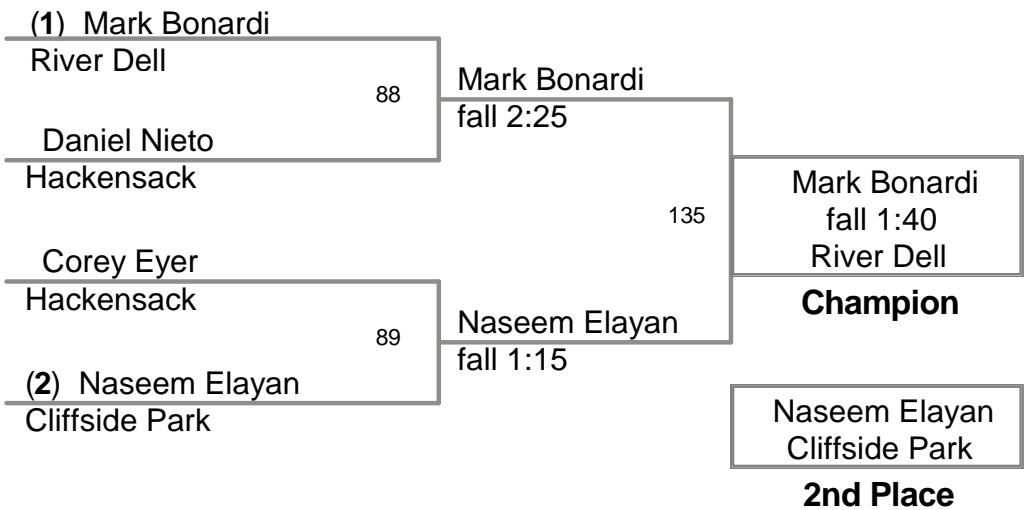 (1) Mark Bonardi
River Dell
88
Daniel Nieto
Hackensack
Mark Bonardi
fall 2:25
Corey Eyer
Hackensack
89
(2) Naseem Elayan
Cliffside Park
Naseem Elayan
fall 1:15
135
Mark Bonardi
fall 1:40
River Dell
Champion
Naseem Elayan
Cliffside Park
2nd Place